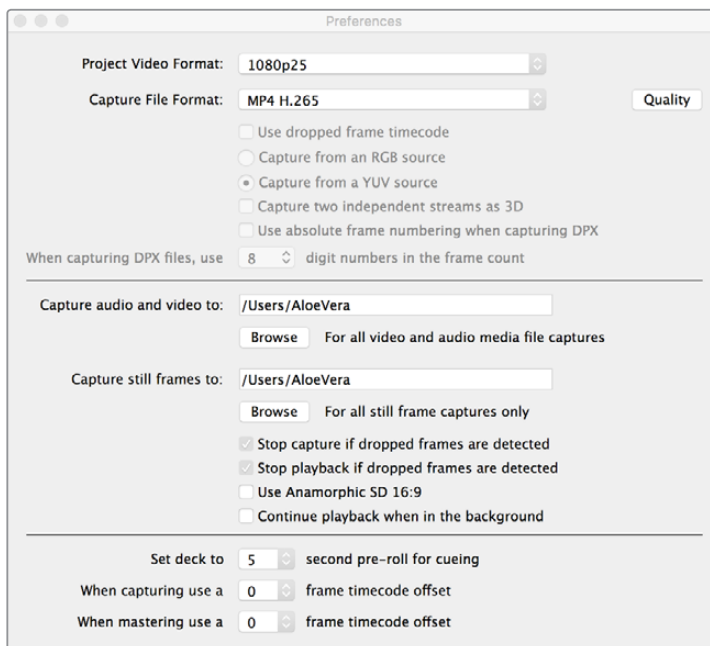 Preferences
Project Video Format: 1080p25
Capture File Format: MP4 H.265 Quality
Use dropped frame timecode
Capture from an RGB source
Capture from a YUV source
Capture two independent streams as 3D
Use absolute frame numbering when capturing DPX
When capturing DPX files, use 8 digit numbers in the frame count
Capture audio and video to: /Users/AloeVera
Browse For all video and audio media file captures
Capture still frames to: /Users/AloeVera
Browse For all still frame captures only
Stop capture if dropped frames are detected
Stop playback if dropped frames are detected
Use Anamorphic SD 16:9
Continue playback when in the background
Set deck to 5 second pre-roll for cueing
When capturing use a 0 frame timecode offset
When mastering use a 0 frame timecode offset